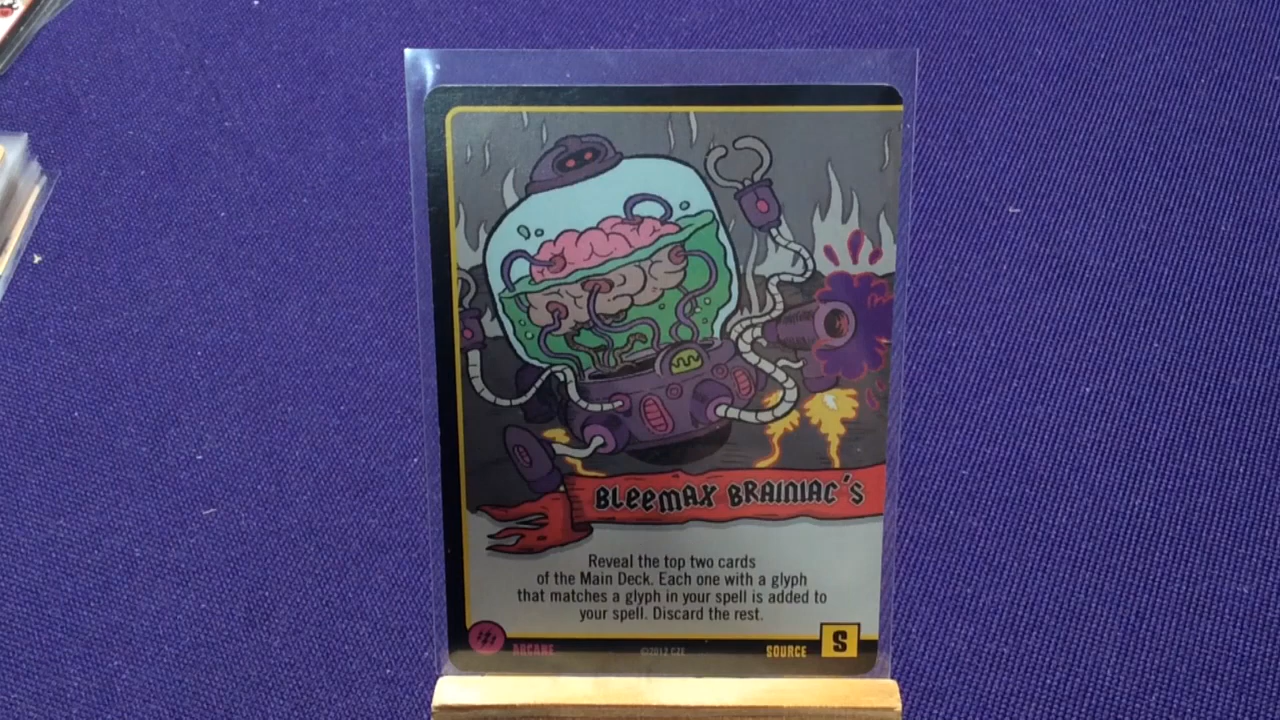 BLEEMAX BRAINIAC'S
Reveal the top two cards
of the Main Deck. Each one with a glyph
that matches a glyph in your spell is added to
your spell. Discard the rest.
ARCANE ©2012 CZE SOURCE S